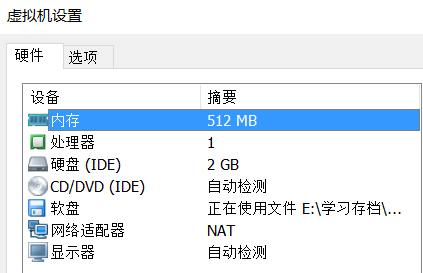 虚拟机设置
硬件 选项
设备 摘要
内存 512 MB
处理器 1
硬盘 (IDE) 2 GB
CD/DVD (IDE) 自动检测
软盘 正在使用文件 E:\学习存档\...
网络适配器 NAT
显示器 自动检测